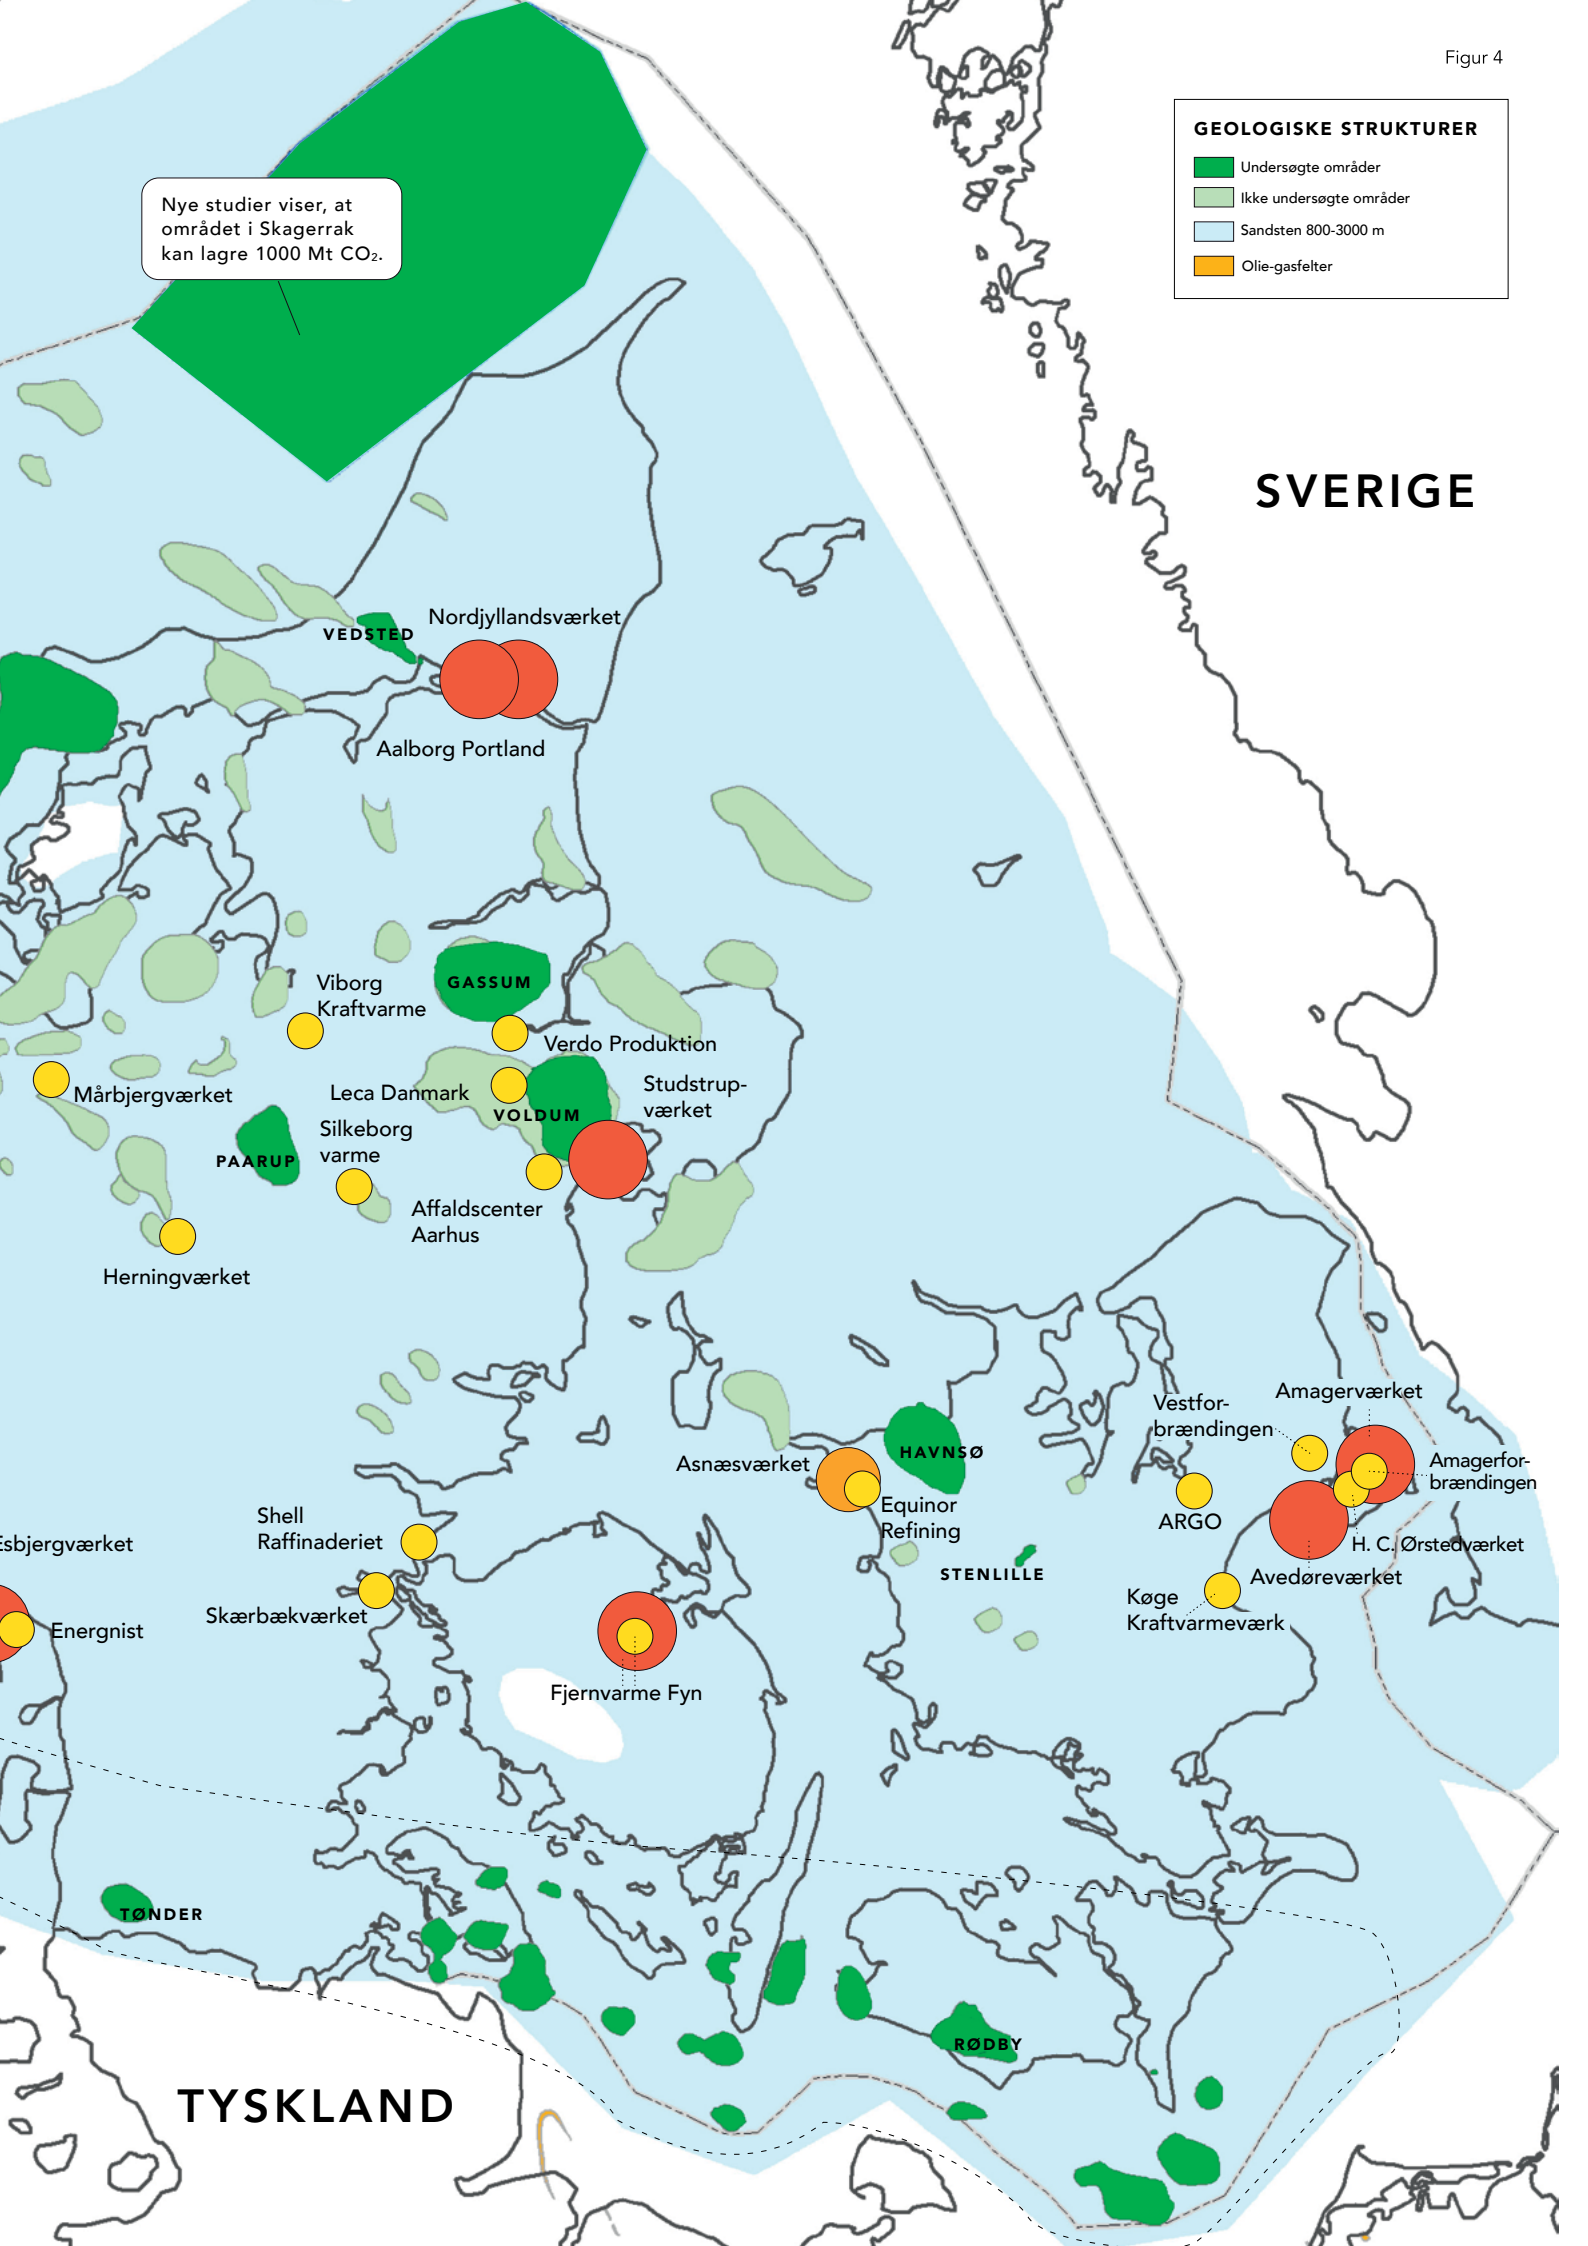 Figur 4
GEOLOGISKE STRUKTURER
Undersøgte områder
Ikke undersøgte områder
Sandsten 800-3000 m
Olie-gasfelter
Nye studier viser, at
området i Skagerrak
kan lagre 1000 Mt CO₂.
SVERIGE
Nordjyllandsværket
VEDSTED
Aalborg Portland
Viborg
Kraftvarme
GASSUM
Verdo Produktion
Mårbjergværket
Leca Danmark
VOLDUM
Studstrup-
værket
Silkeborg
varme
PAARUP
Affaldscenter
Aarhus
Herningværket
Amagerværket
Vestfor-
brændingen
HAVNSØ
Asnæsværket
Amagerfor-
brændingen
Equinor
Refining
ARGO
Shell
Raffinaderiet
Esbjergværket
H. C. Ørstedværket
STENLILLE
Avedøreværket
Køge
Kraftvarmeværk
Skærbækværket
Energnist
Fjernvarme Fyn
TØNDER
RØDBY
TYSKLAND